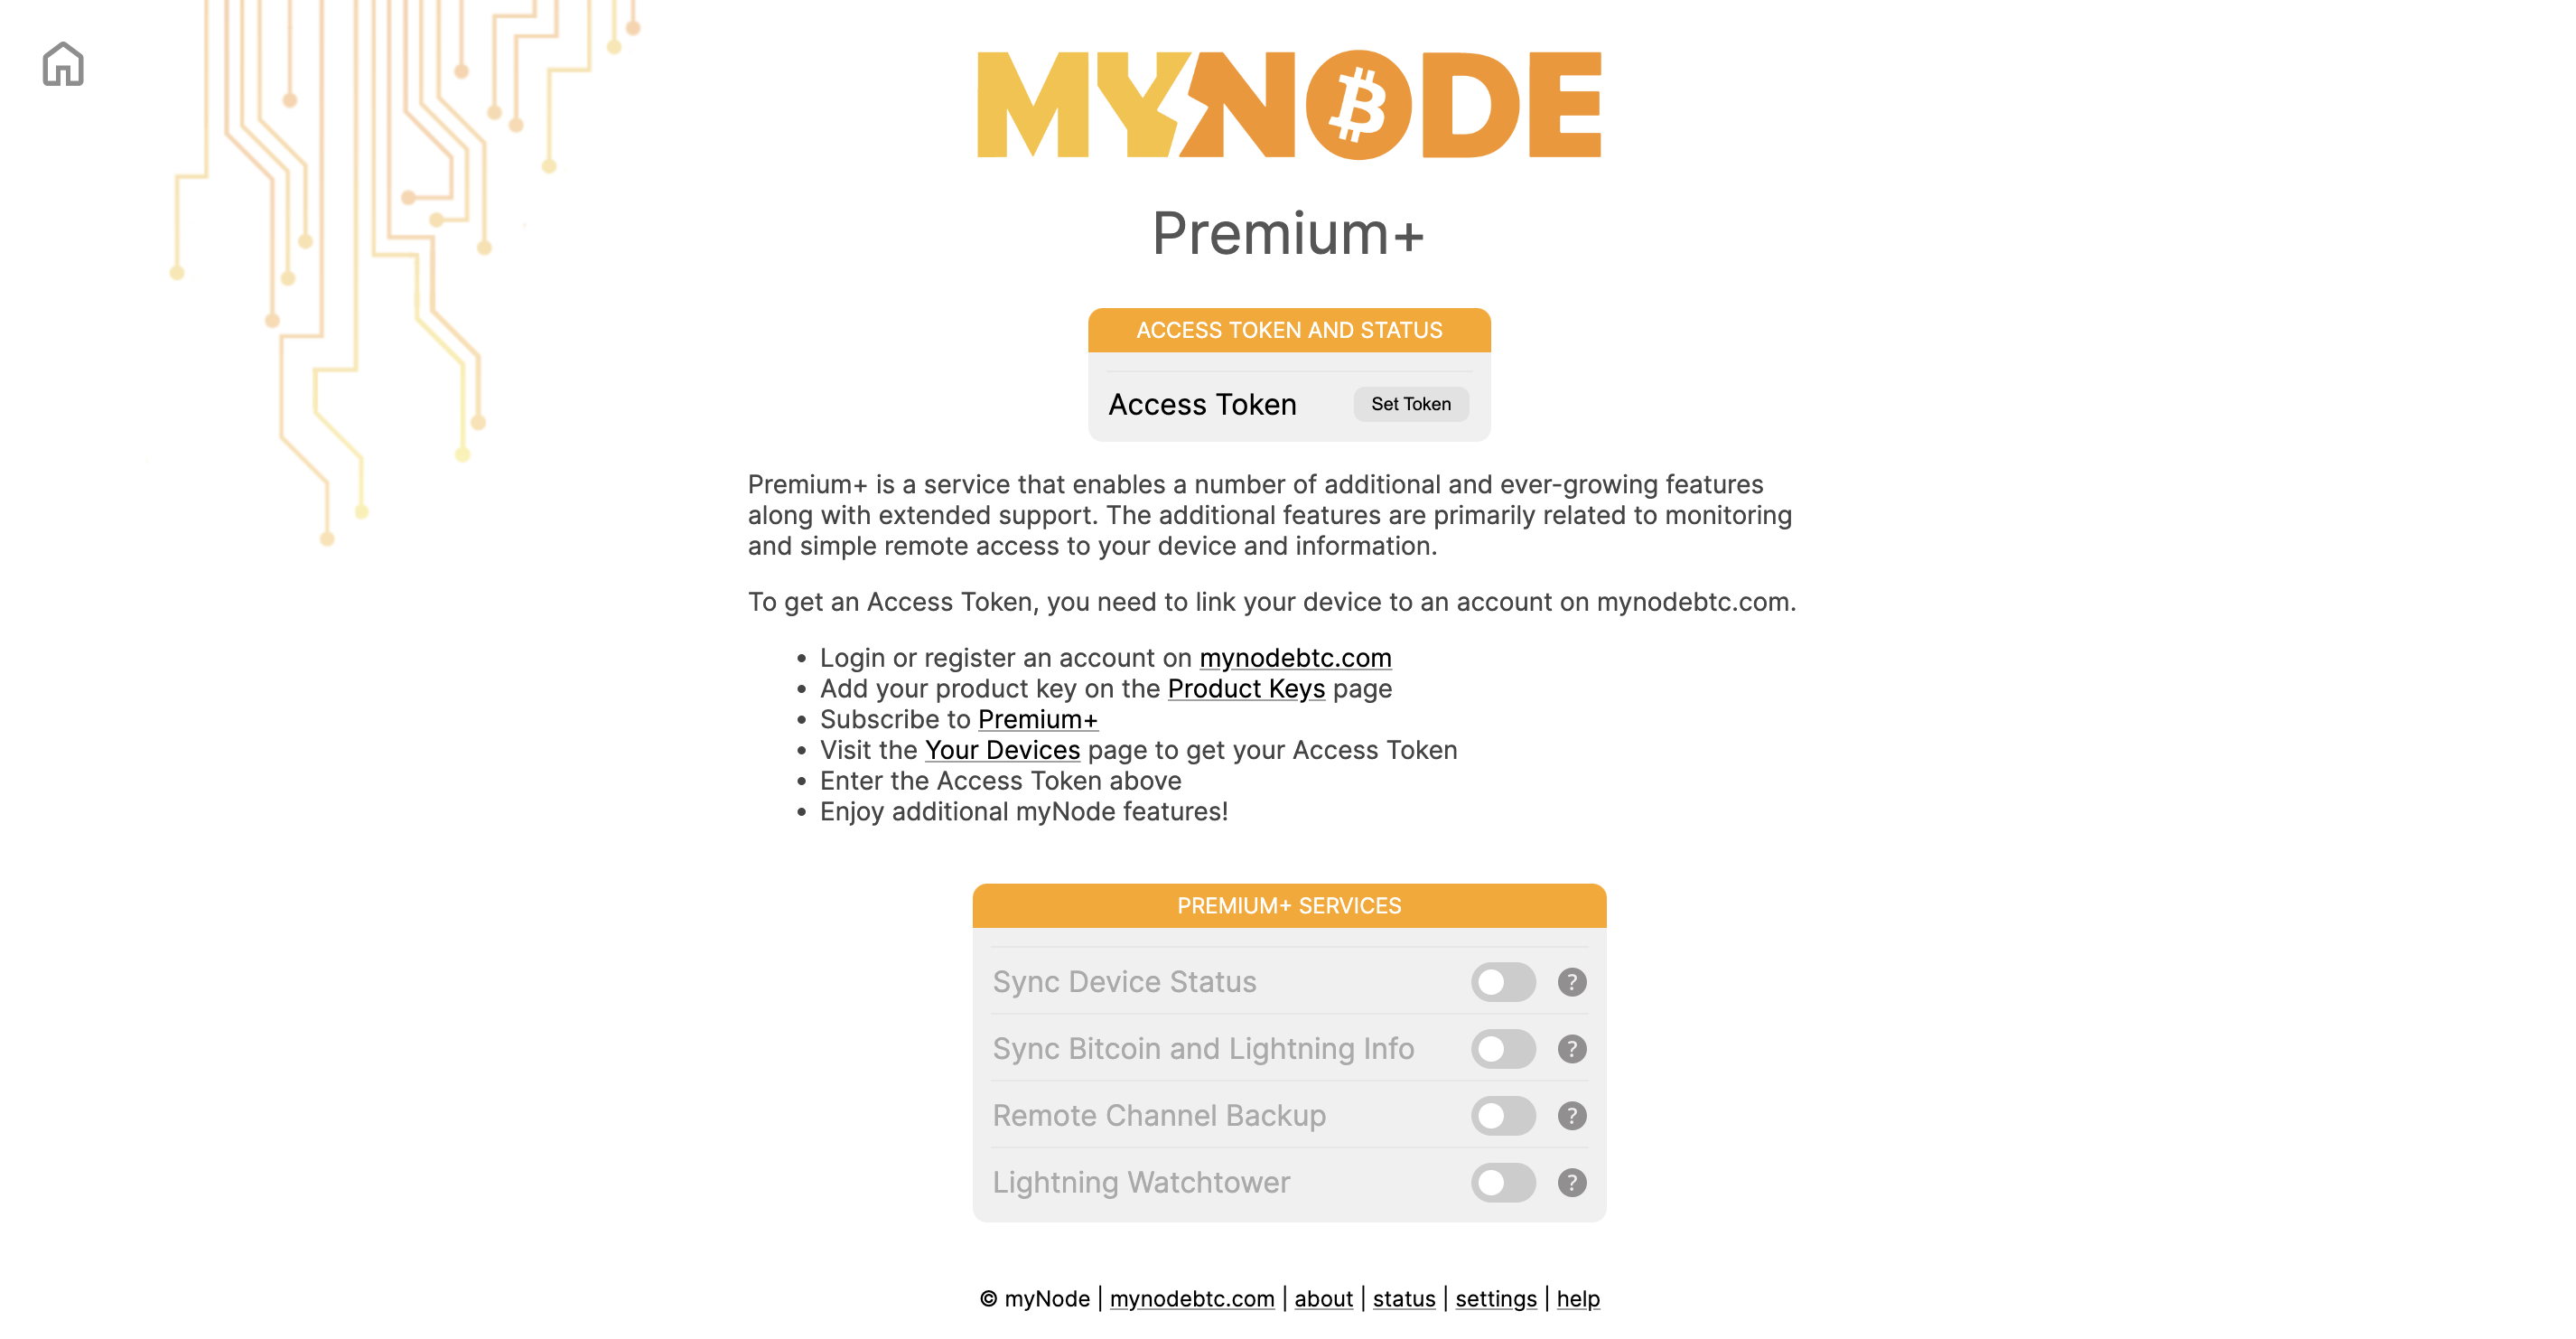 MYNODE
Premium+
ACCESS TOKEN AND STATUS
Access Token Set Token
Premium+ is a service that enables a number of additional and ever-growing features
along with extended support. The additional features are primarily related to monitoring
and simple remote access to your device and information.
To get an Access Token, you need to link your device to an account on mynodebtc.com.
• Login or register an account on mynodebtc.com
• Add your product key on the Product Keys page
• Subscribe to Premium+
• Visit the Your Devices page to get your Access Token
• Enter the Access Token above
• Enjoy additional myNode features!
PREMIUM+ SERVICES
Sync Device Status ?
Sync Bitcoin and Lightning Info ?
Remote Channel Backup ?
Lightning Watchtower ?
© myNode | mynodebtc.com | about | status | settings | help